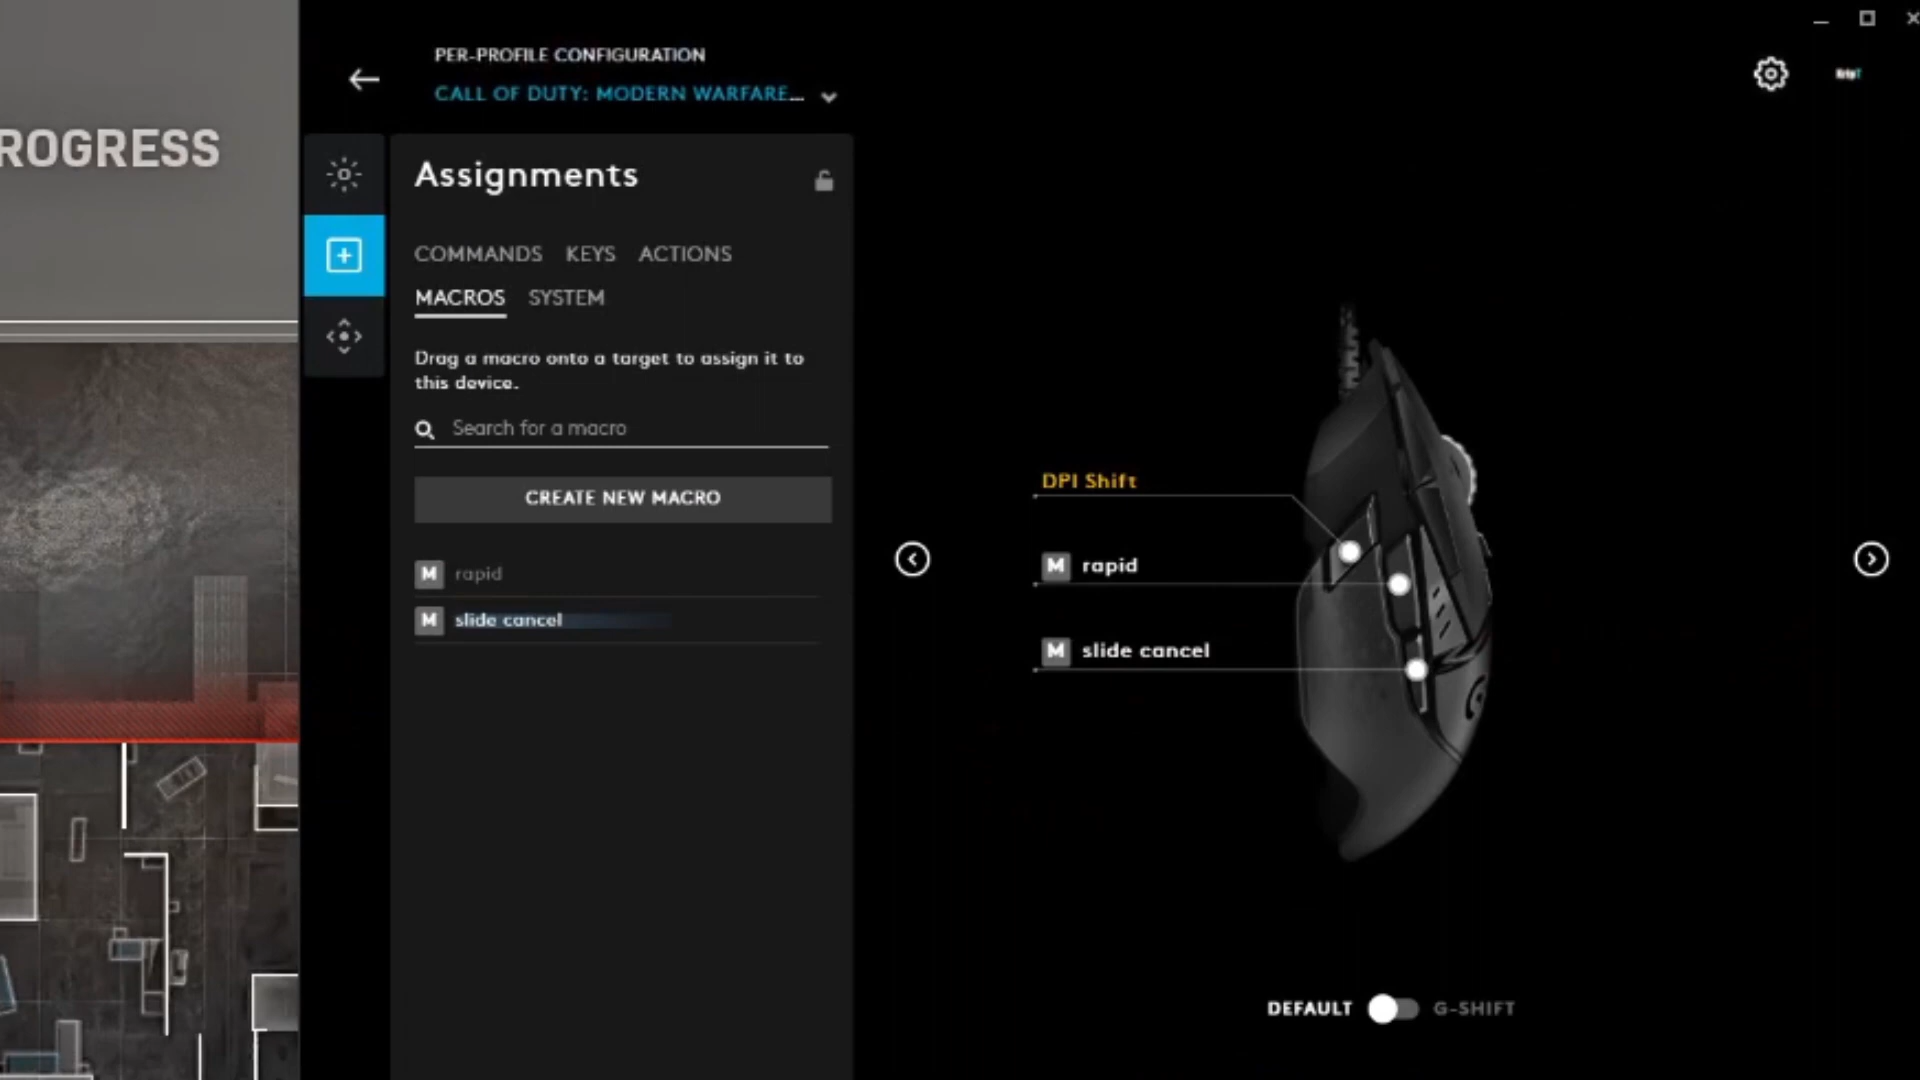 ROGRESS
PER-PROFILE CONFIGURATION
CALL OF DUTY: MODERN WARFARE...
Assignments
COMMANDS KEYS ACTIONS
MACROS SYSTEM
Drag a macro onto a target to assign it to
this device.
Search for a macro
CREATE NEW MACRO
M rapid
M slide cancel
DPI Shift
M rapid
M slide cancel
DEFAULT G-SHIFT